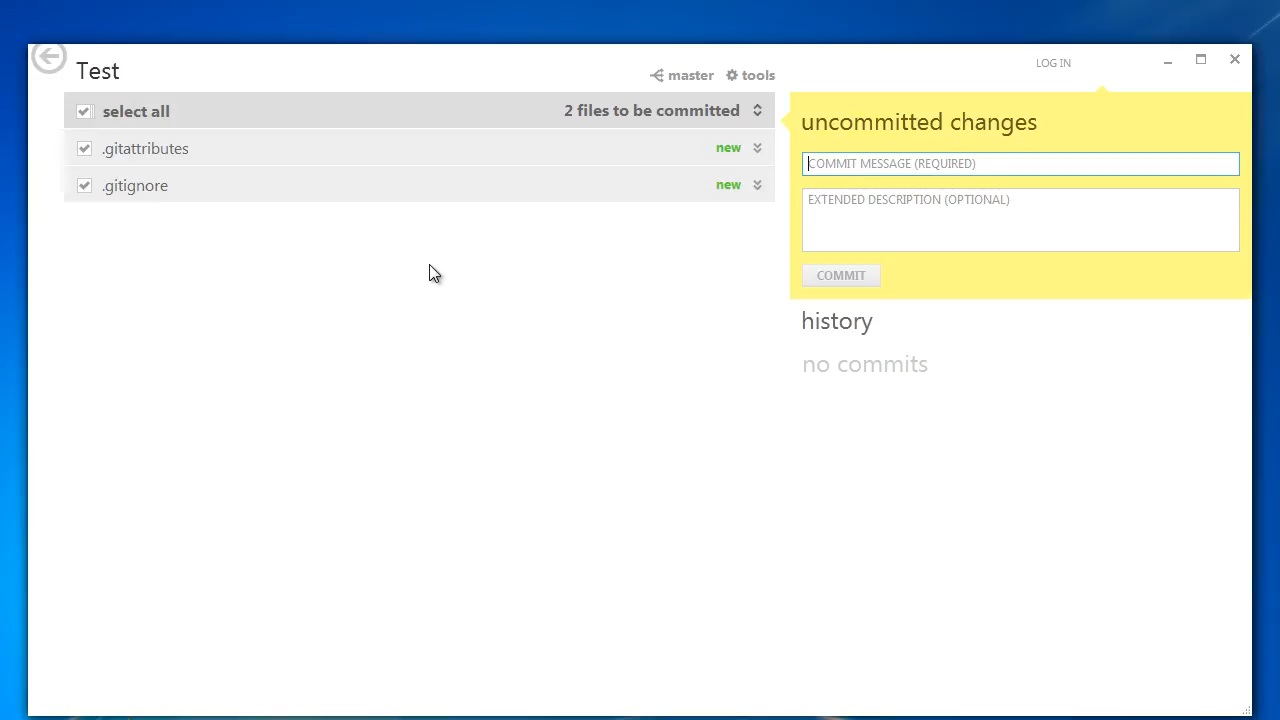 Test
master tools
LOG IN
select all
2 files to be committed
.gitattributes
new
.gitignore
new
uncommitted changes
COMMIT MESSAGE (REQUIRED)
EXTENDED DESCRIPTION (OPTIONAL)
COMMIT
history
no commits